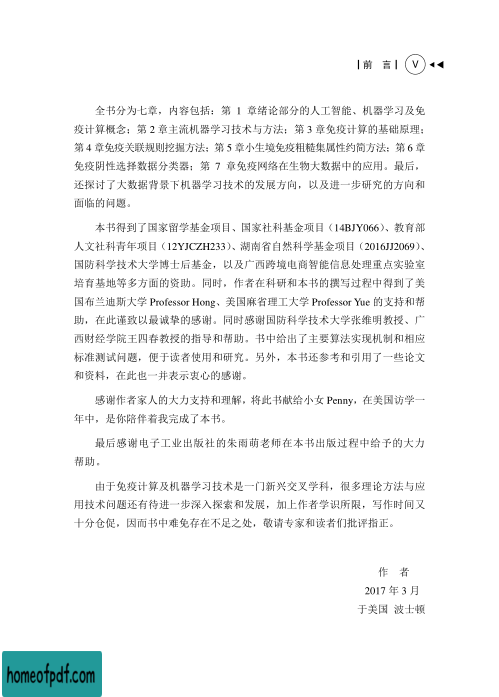 前 言 V
全书分为七章，内容包括：第 1 章绪论部分的人工智能、机器学习及免
疫计算概念；第 2 章主流机器学习技术与方法；第 3 章免疫计算的基础原理；
第 4 章免疫关联规则挖掘方法；第 5 章小生境免疫粗糙集属性约简方法；第 6 章
免疫阴性选择数据分类器；第 7 章免疫网络在生物大数据中的应用。最后，
还探讨了大数据背景下机器学习技术的发展方向，以及进一步研究的方向和
面临的问题。
本书得到了国家留学基金项目、国家社科基金项目（14BJY066）、教育部
人文社科青年项目（12YJCZH233）、湖南省自然科学基金项目（2016JJ2069）、
国防科学技术大学博士后基金，以及广西跨境电商智能信息处理重点实验室
培育基地等多方面的资助。同时，作者在科研和本书的撰写过程中得到了美
国布兰迪斯大学 Professor Hong、美国麻省理工大学 Professor Yue 的支持和帮
助，在此谨致以最诚挚的感谢。同时感谢国防科学技术大学张维明教授、广
西财经学院王四春教授的指导和帮助。书中给出了主要算法实现机制和相应
标准测试问题，便于读者使用和研究。另外，本书还参考和引用了一些论文
和资料，在此也一并表示衷心的感谢。
感谢作者家人的大力支持和理解。将此书献给小女 Penny，在美国访学一
年中，是你陪伴着我完成了本书。
最后感谢电子工业出版社的朱雨萌老师在本书出版过程中给予的大力
帮助。
由于免疫计算及机器学习技术是一门新兴交叉学科，很多理论方法与应
用技术问题还有待进一步深入探索和发展，加上作者学识所限，写作时间又
十分仓促，因而书中难免存在不足之处，敬请专家和读者们批评指正。
作 者
2017 年 3 月
于美国 波士顿
homeofpdf.com